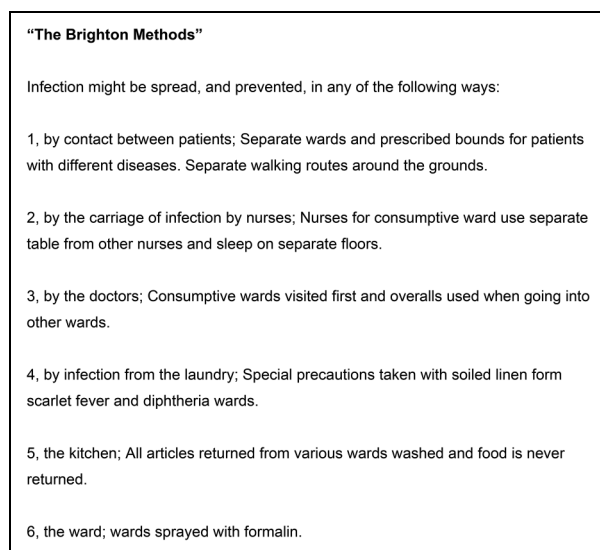 “The Brighton Methods”
Infection might be spread, and prevented, in any of the following ways:
1, by contact between patients; Separate wards and prescribed bounds for patients
with different diseases. Separate walking routes around the grounds.
2, by the carriage of infection by nurses; Nurses for consumptive ward use separate
table from other nurses and sleep on separate floors.
3, by the doctors; Consumptive wards visited first and overalls used when going into
other wards.
4, by infection from the laundry; Special precautions taken with soiled linen form
scarlet fever and diphtheria wards.
5, the kitchen; All articles returned from various wards washed and food is never
returned.
6, the ward; wards sprayed with formalin.